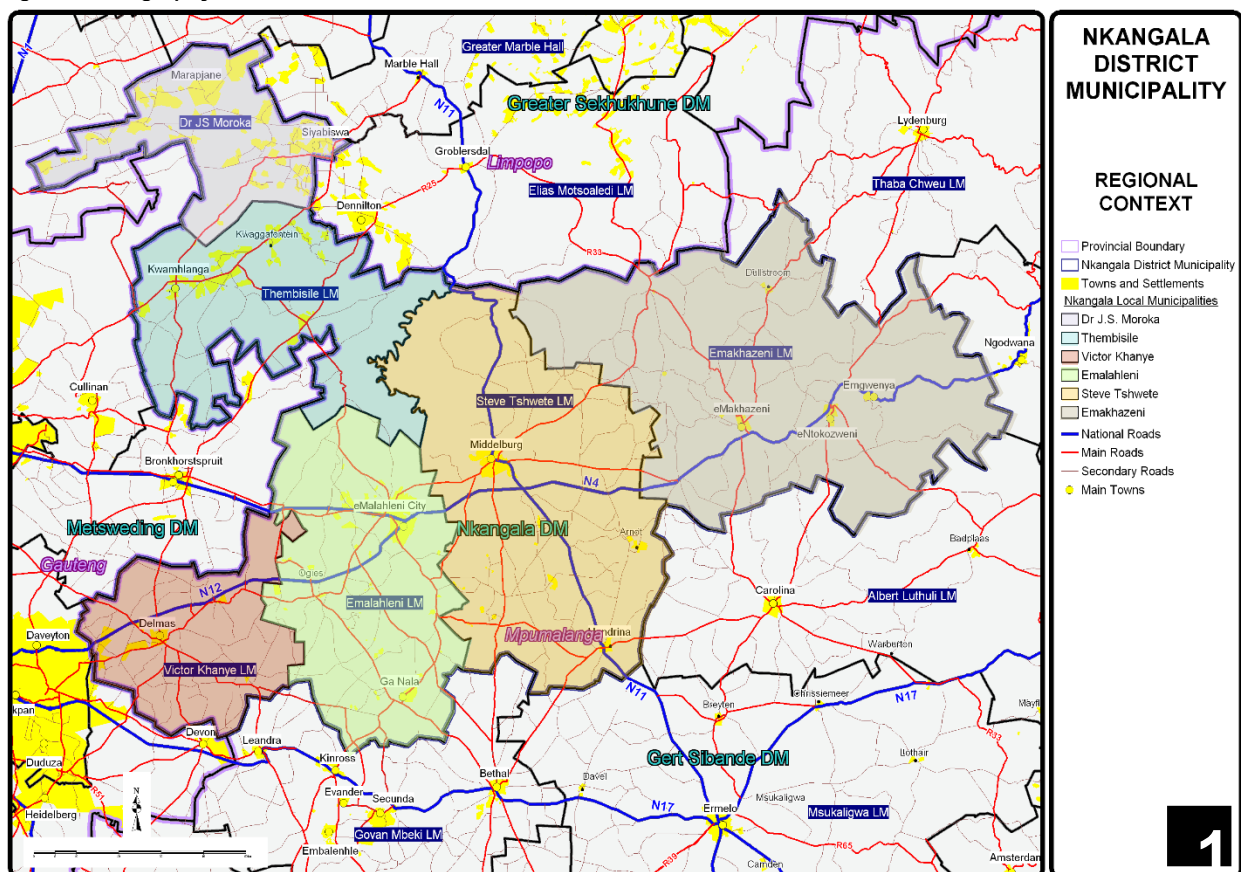 Marble Hall
Greater Marble Hall
N1
Marapjane
N11
Greater Sekhukhune DM
Dr JS Moroka
Siyabiswa
Lydenburg
Groblersdal
Limpopo
R25
Elias Motsoaledi LM
Thaba Chweu LM
Dennilton
Kwaggafontein
R33
Kwamhlanga
Dullstroom
Thembisile LM
Emakhazeni LM
Ngodwana
Cullinan
Emgwenya
Steve Tshwete LM
eMakhazeni
eNtokozweni
Middelburg
Bronkhorstspruit
N4
eMalahleni City
Metsweding DM
Nkangala DM
Arnot
Badplaas
Gauteng
Ogies
N12
Carolina
Albert Luthuli LM
Emalahleni LM
Delmas
Mpumalanga
Daveyton
Warburton
Victor Khanye LM
Ga Nala
N11
Chrissiemeer
N17
Devon
Leandra
R33
Kinross
Gert Sibande DM
Lothair
Duduza
Bethal
Davel
Evander
Msukaligwa
R51
Secunda
N17
Ermelo
Msukaligwa LM
Heidelberg
Govan Mbeki LM
Embalenhle
R39
R65
Camden
Amsterdam
N
NKANGALA
DISTRICT
MUNICIPALITY
REGIONAL
CONTEXT
Provincial Boundary
Nkangala District Municipality
Towns and Settlements
Nkangala Local Municipalities
Dr J.S. Moroka
Thembisile
Victor Khanye
Emalahleni
Steve Tshwete
Emakhazeni
National Roads
Main Roads
Secondary Roads
Main Towns
1